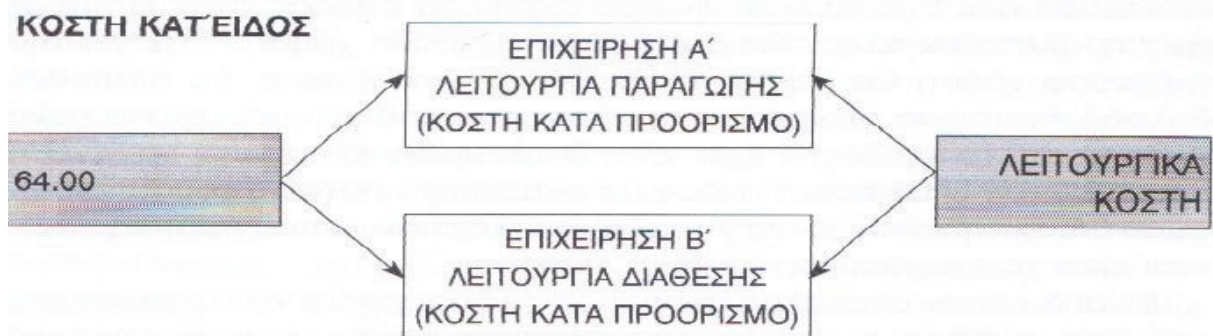 ΚΟΣΤΗ ΚΑΤ΄ΕΙΔΟΣ
ΕΠΙΧΕΙΡΗΣΗ Α΄
ΛΕΙΤΟΥΡΓΙΑ ΠΑΡΑΓΩΓΗΣ
(ΚΟΣΤΗ ΚΑΤΑ ΠΡΟΟΡΙΣΜΟ)
64.00
ΛΕΙΤΟΥΡΓΙΚΑ
ΚΟΣΤΗ
ΕΠΙΧΕΙΡΗΣΗ Β΄
ΛΕΙΤΟΥΡΓΙΑ ΔΙΑΘΕΣΗΣ
(ΚΟΣΤΗ ΚΑΤΑ ΠΡΟΟΡΙΣΜΟ)